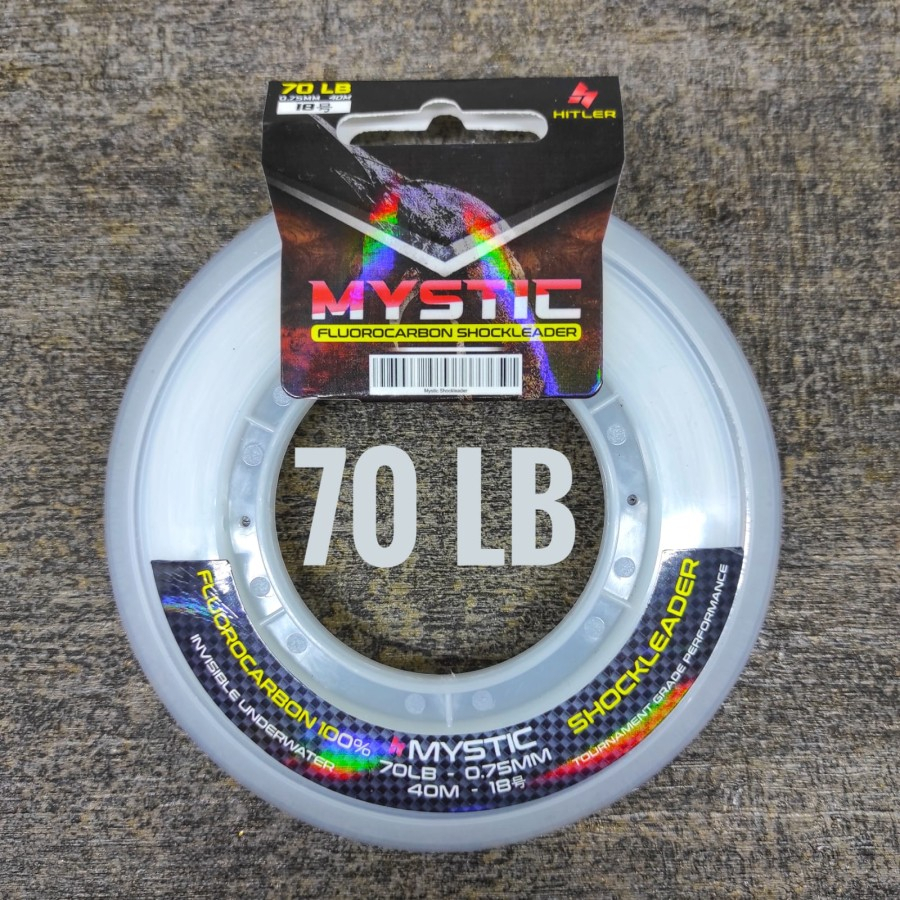 70 LB
0.75MM 40M
18号
HITLER
MYSTIC
FLUOROCARBON SHOCKLEADER
Mystic Shockleader
70 LB
FLUOROCARBON 100%
INVISIBLE UNDERWATER
MYSTIC
70LB - 0.75MM
40M - 18号
SHOCKLEADER
TOURNAMENT GRADE PERFORMANCE